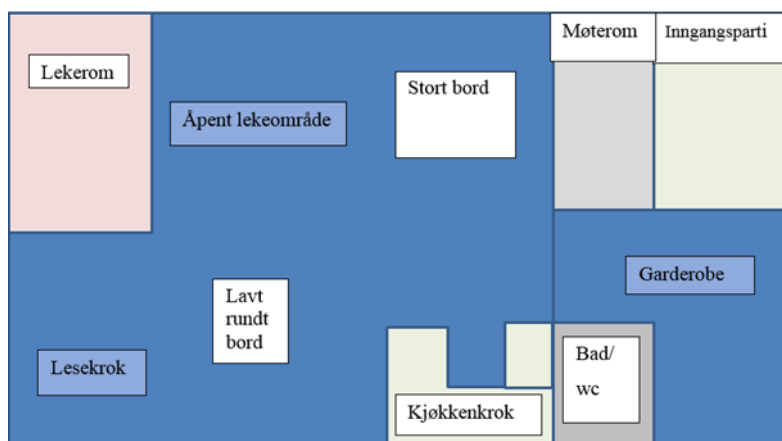 Møterom
Inngangsparti
Lekerom
Stort bord
Åpent lekeområde
Garderobe
Lavt
rundt
bord
Lesekrok
Bad/
wc
Kjøkkenkrok